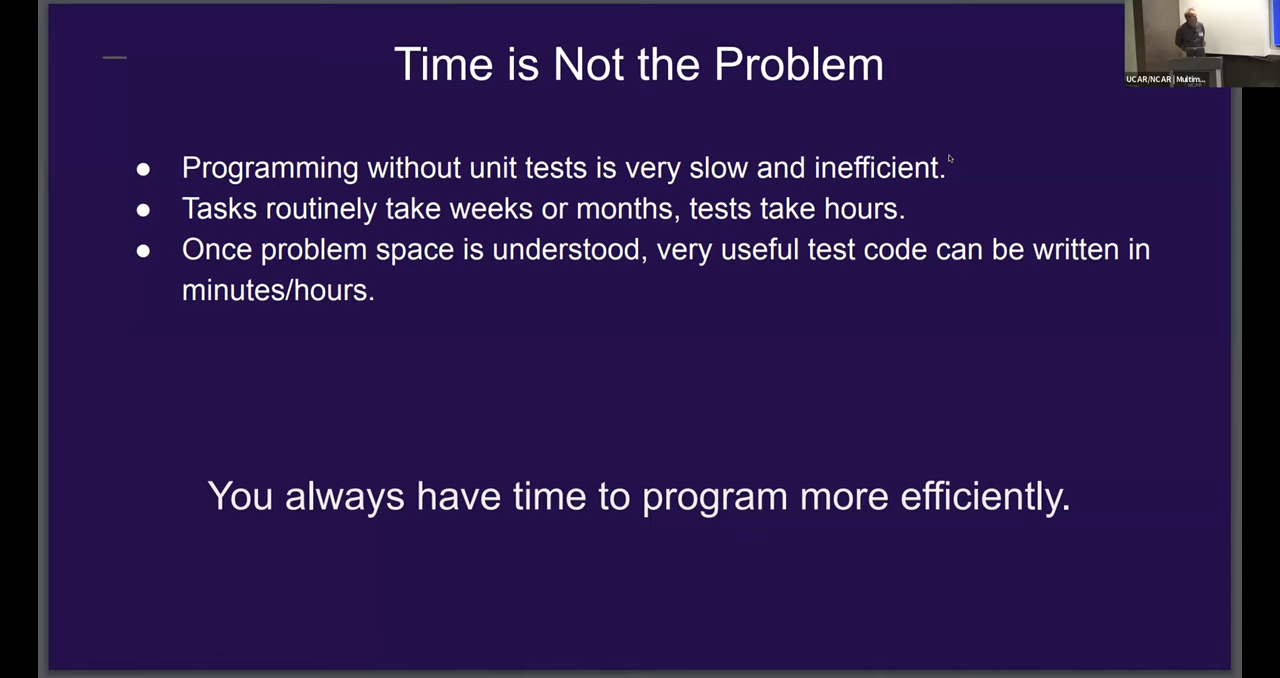 Time is Not the Problem
UCAR/NCAR | Multim...
NCAR
● Programming without unit tests is very slow and inefficient.
● Tasks routinely take weeks or months, tests take hours.
● Once problem space is understood, very useful test code can be written in
minutes/hours.
You always have time to program more efficiently.